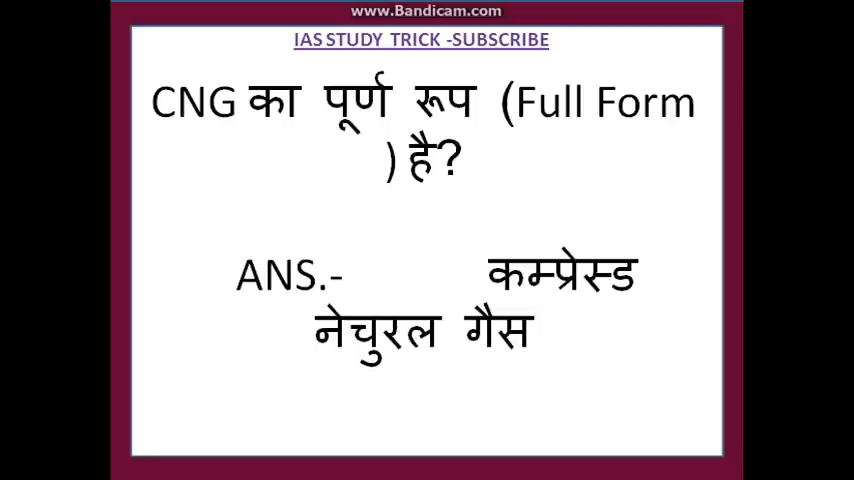 www.Bandicam.com
IAS STUDY TRICK -SUBSCRIBE
CNG का पूर्ण रूप (Full Form
) है?
ANS.- कम्प्रेस्ड
नेचुरल गैस